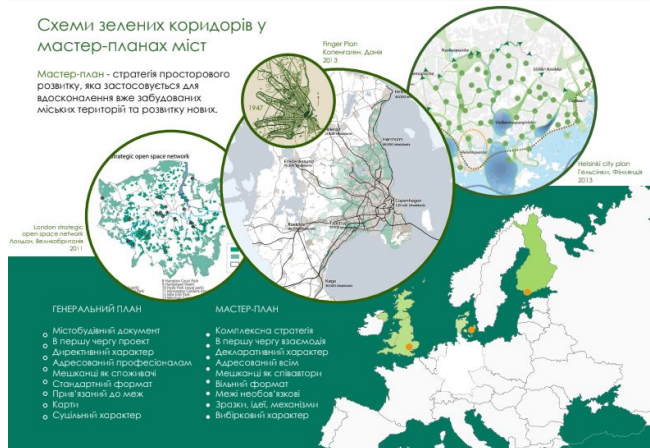 Схеми зелених коридорів у
мастер-планах міст
Мастер-план - стратегія просторового
розвитку, яка застосовується для
вдосконалення вже забудованих
міських територій та розвитку нових.
Finger Plan
Копенгаген, Данія
2013
1947
Helsinki city plan
Гельсінки, Фінляндія
2013
strategic open space network
London strategic
open space network
Лондон, Великобританія
2011
Copenhagen
Køge
ГЕНЕРАЛЬНИЙ ПЛАН
Містобудівний документ
В першу чергу проект
Директивний характер
Адресований професіоналам
Мешканці як споживачі
Стандартний формат
Прив'язаний до меж
Карти
Суцільний характер
МАСТЕР-ПЛАН
Комплексна стратегія
В першу чергу взаємодія
Декларативний характер
Адресований всім
Мешканці як співавтори
Вільний формат
Межі необов'язкові
Зразки, ідеї, механізми
Вибірковий характер